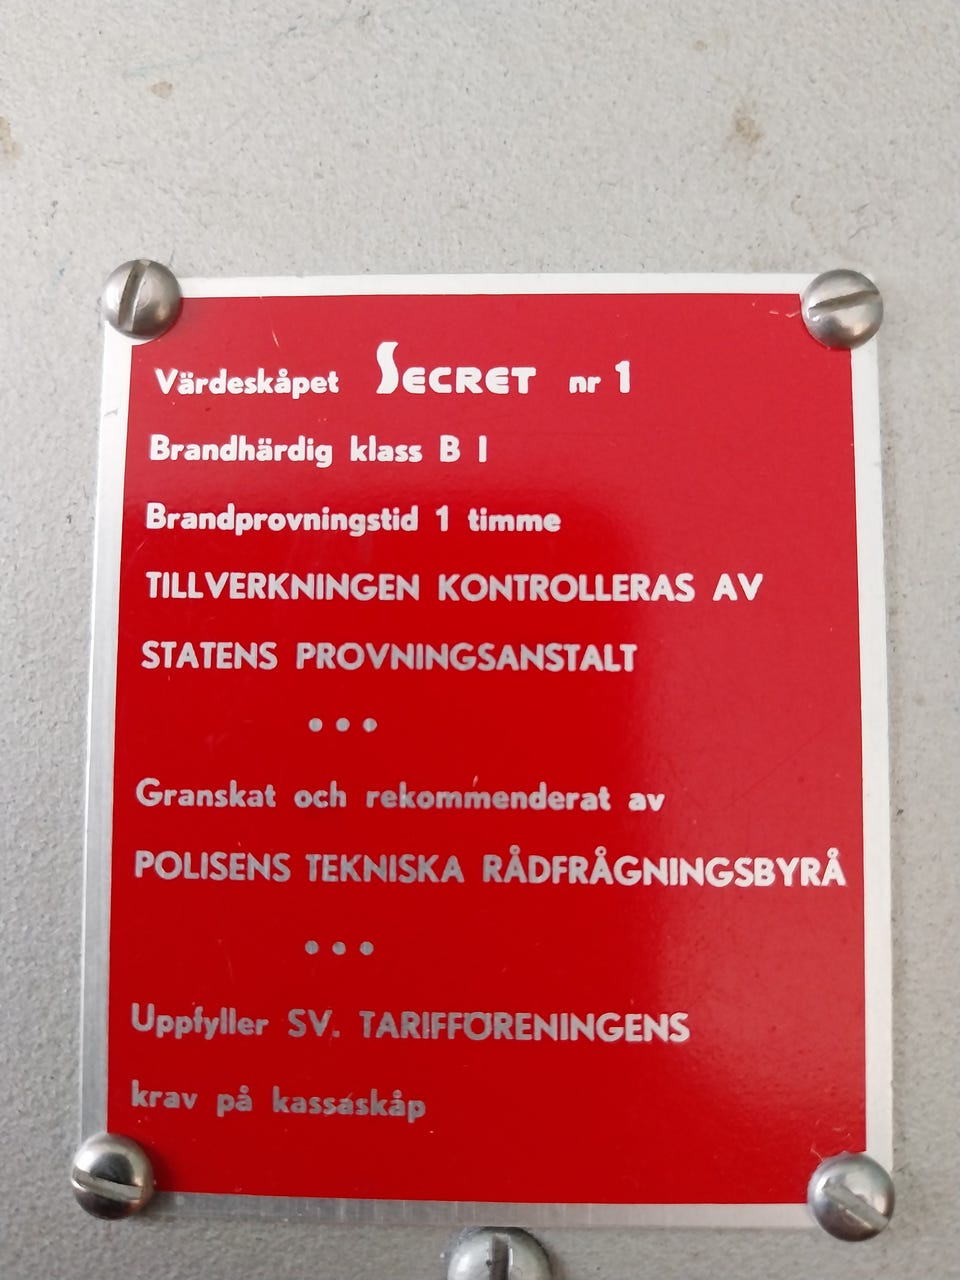 Värdeskåpet SECRET nr 1
Brandhärdig klass B I
Brandprovningstid 1 timme
TILLVERKNINGEN KONTROLLERAS AV
STATENS PROVNINGSANSTALT
•••
Granskat och rekommenderat av
POLISENS TEKNISKA RÅDFRÅGNINGSBYRÅ
•••
Uppfyller SV. TARIFFÖRENINGENS
krav på kassaskåp